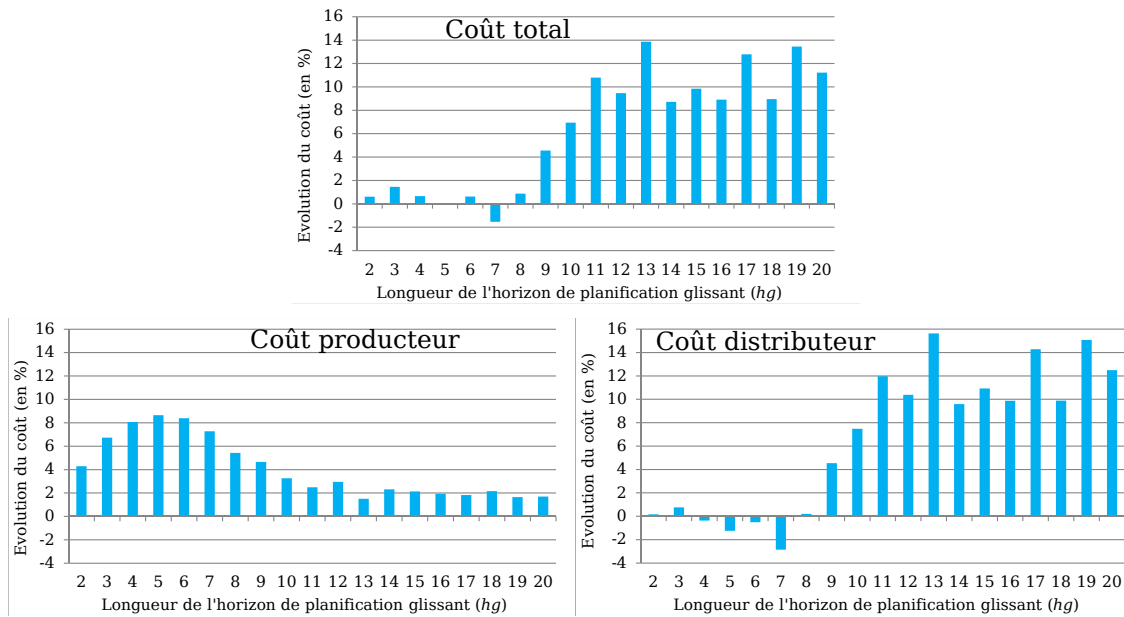 Coût total
Evolution du coût (en %)
16
14
12
10
8
6
4
2
0
-2
-4
2 3 4 5 6 7 8 9 10 11 12 13 14 15 16 17 18 19 20
Longueur de l'horizon de planification glissant (hg)
Coût producteur
Evolution du coût (en %)
16
14
12
10
8
6
4
2
0
-2
-4
2 3 4 5 6 7 8 9 10 11 12 13 14 15 16 17 18 19 20
Longueur de l'horizon de planification glissant (hg)
Coût distributeur
Evolution du coût (en %)
16
14
12
10
8
6
4
2
0
-2
-4
2 3 4 5 6 7 8 9 10 11 12 13 14 15 16 17 18 19 20
Longueur de l'horizon de planification glissant (hg)